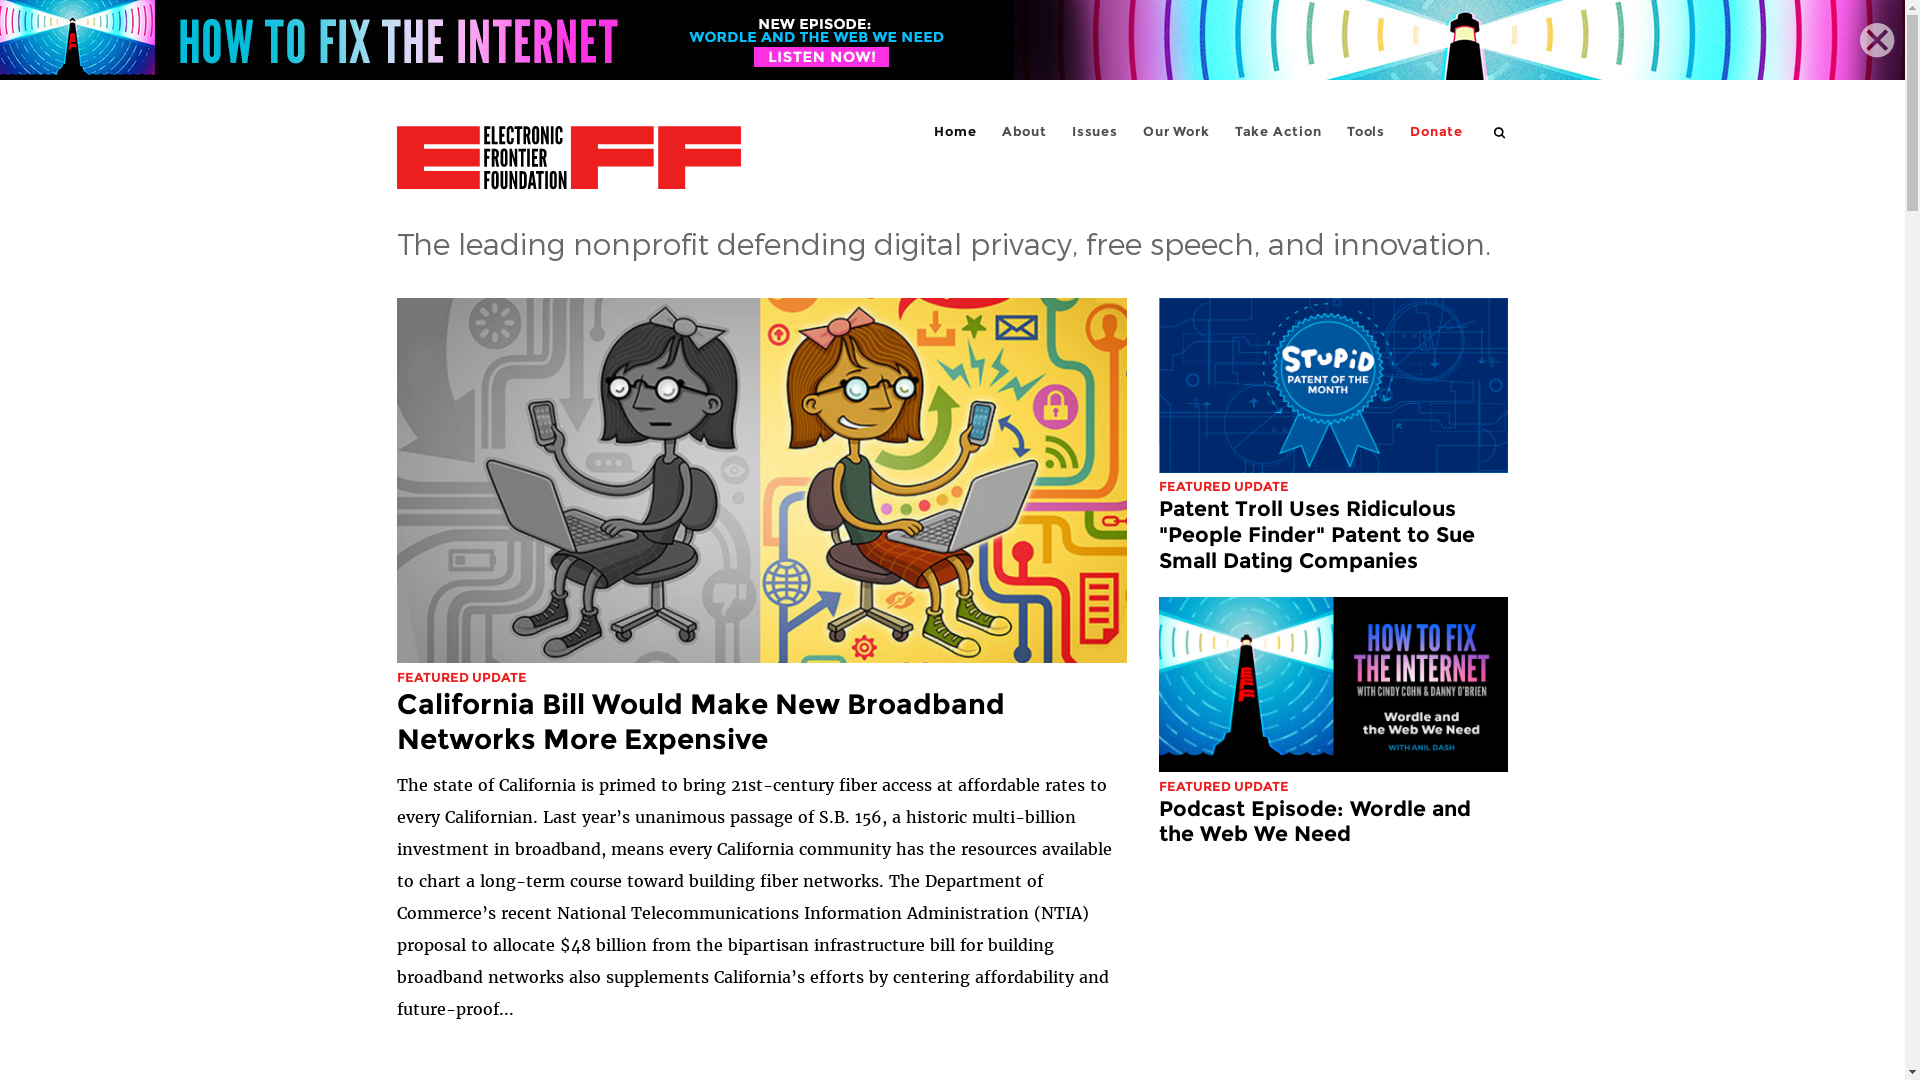 HOW TO FIX THE INTERNET
NEW EPISODE:
WORDLE AND THE WEB WE NEED
LISTEN NOW!
ELECTRONIC
FRONTIER
FOUNDATION
EFF
Home About Issues Our Work Take Action Tools Donate
The leading nonprofit defending digital privacy, free speech, and innovation.
FEATURED UPDATE
California Bill Would Make New Broadband
Networks More Expensive
The state of California is primed to bring 21st-century fiber access at affordable rates to
every Californian. Last year’s unanimous passage of S.B. 156, a historic multi-billion
investment in broadband, means every California community has the resources available
to chart a long-term course toward building fiber networks. The Department of
Commerce’s recent National Telecommunications Information Administration (NTIA)
proposal to allocate $48 billion from the bipartisan infrastructure bill for building
broadband networks also supplements California’s efforts by centering affordability and
future-proof...
STUPiD
PATENT OF THE
MONTH
FEATURED UPDATE
Patent Troll Uses Ridiculous
"People Finder" Patent to Sue
Small Dating Companies
EFF
HOW TO FIX
THE INTERNET
WITH CINDY COHN & DANNY O'BRIEN
Wordle and
the Web We Need
WITH ANIL DASH
FEATURED UPDATE
Podcast Episode: Wordle and
the Web We Need